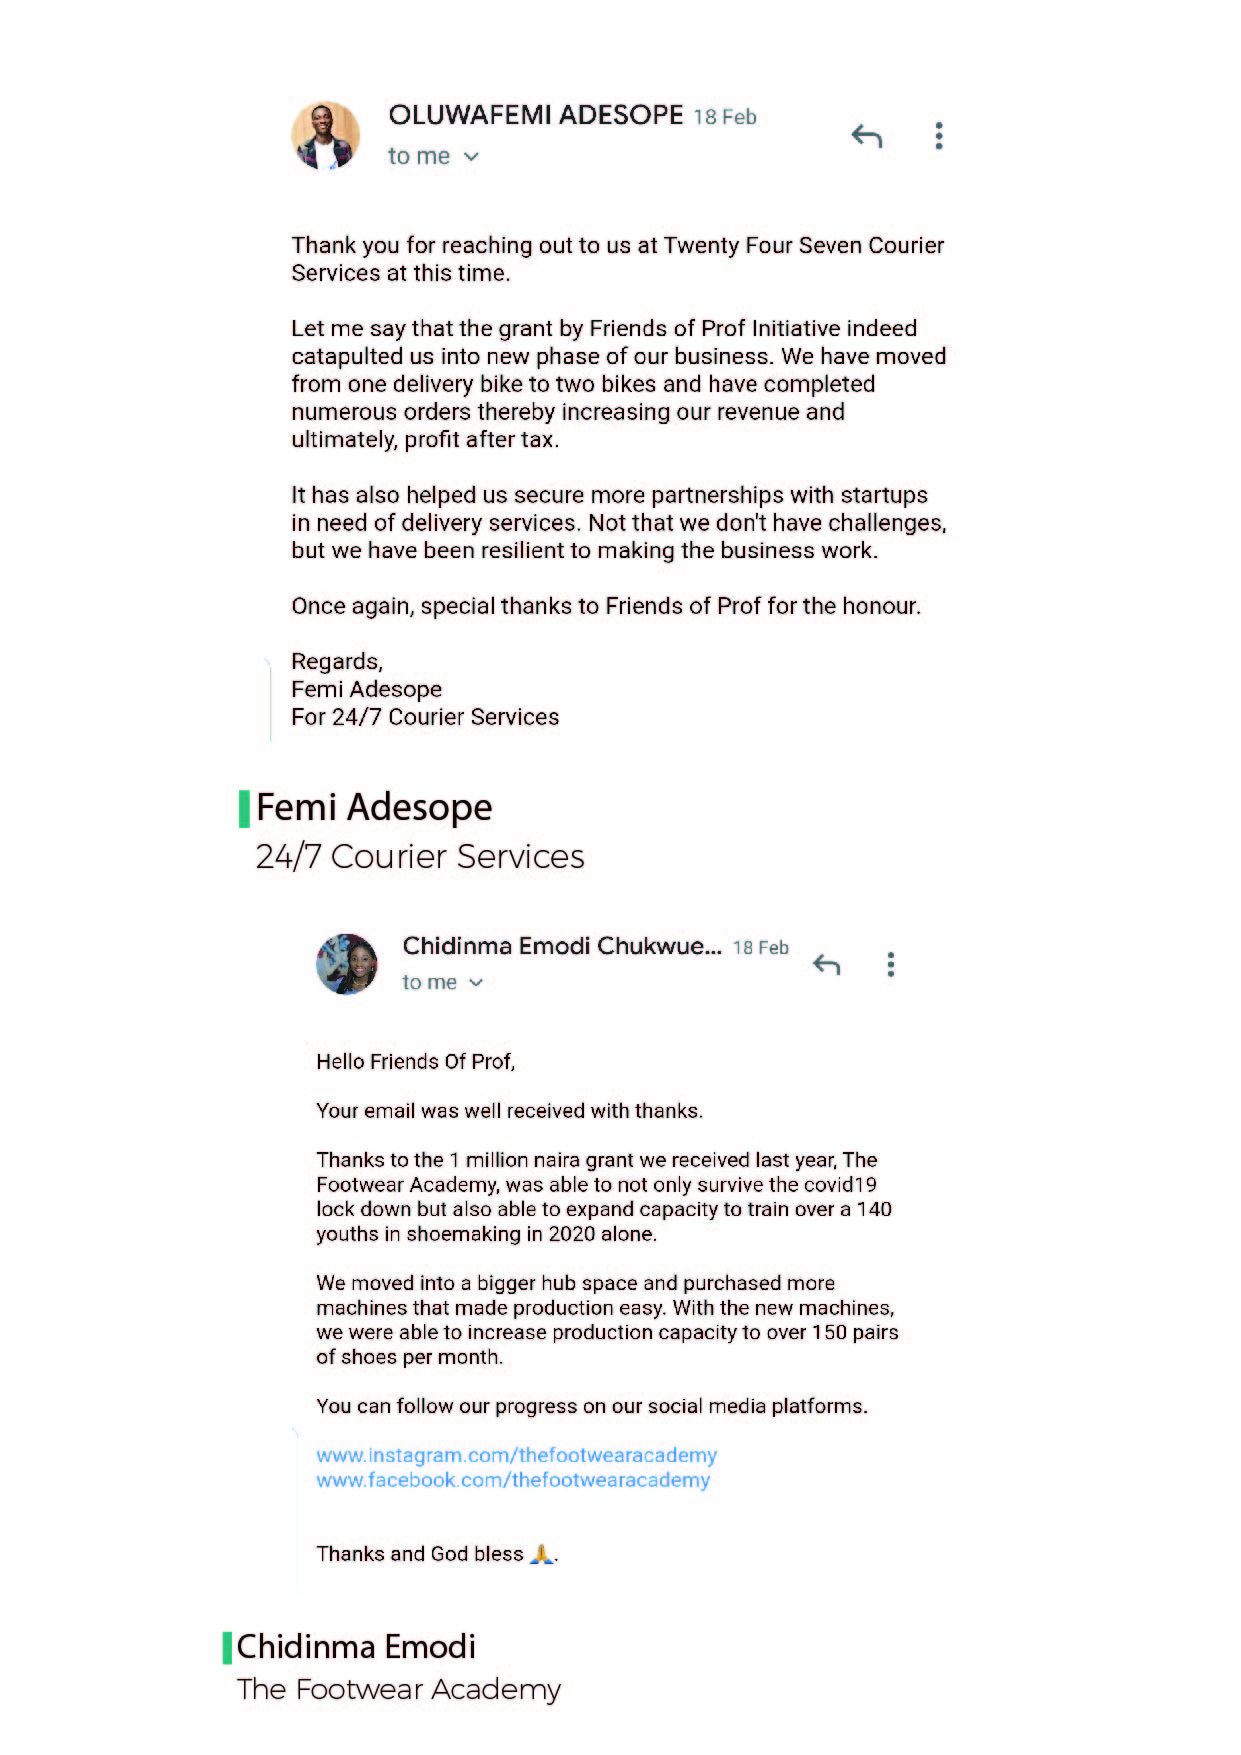 OLUWAFEMI ADESOPE 18 Feb
to me
Thank you for reaching out to us at Twenty Four Seven Courier
Services at this time.
Let me say that the grant by Friends of Prof Initiative indeed
catapulted us into new phase of our business. We have moved
from one delivery bike to two bikes and have completed
numerous orders thereby increasing our revenue and
ultimately, profit after tax.
It has also helped us secure more partnerships with startups
in need of delivery services. Not that we don't have challenges,
but we have been resilient to making the business work.
Once again, special thanks to Friends of Prof for the honour.
Regards,
Femi Adesope
For 24/7 Courier Services
Femi Adesope
24/7 Courier Services
Chidinma Emodi Chukwue... 18 Feb
to me
Hello Friends Of Prof,
Your email was well received with thanks.
Thanks to the 1 million naira grant we received last year, The
Footwear Academy, was able to not only survive the covid19
lock down but also able to expand capacity to train over a 140
youths in shoemaking in 2020 alone.
We moved into a bigger hub space and purchased more
machines that made production easy. With the new machines,
we were able to increase production capacity to over 150 pairs
of shoes per month.
You can follow our progress on our social media platforms.
www.instagram.com/thefootwearacademy
www.facebook.com/thefootwearacademy
Thanks and God bless 🙏.
Chidinma Emodi
The Footwear Academy